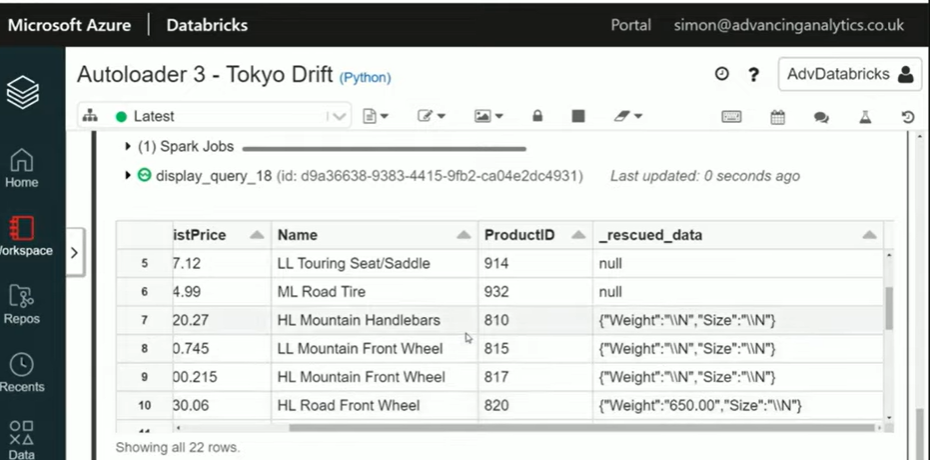 Microsoft Azure | Databricks Portal simon@advancinganalytics.co.uk
Autoloader 3 - Tokyo Drift (Python) ? AdvDatabricks
Latest
(1) Spark Jobs
display_query_18 (id: d9a36638-9383-4415-9fb2-ca04e2dc4931) Last updated: 0 seconds ago
Home
orkspace
Repos
Recents
Data
istPrice Name ProductID _rescued_data
5 7.12 LL Touring Seat/Saddle 914 null
6 4.99 ML Road Tire 932 null
7 20.27 HL Mountain Handlebars 810 {"Weight":"\\N","Size":"\\N"}
8 0.745 LL Mountain Front Wheel 815 {"Weight":"\\N","Size":"\\N"}
9 00.215 HL Mountain Front Wheel 817 {"Weight":"\\N","Size":"\\N"}
10 30.06 HL Road Front Wheel 820 {"Weight":"650.00","Size":"\\N"}
Showing all 22 rows.